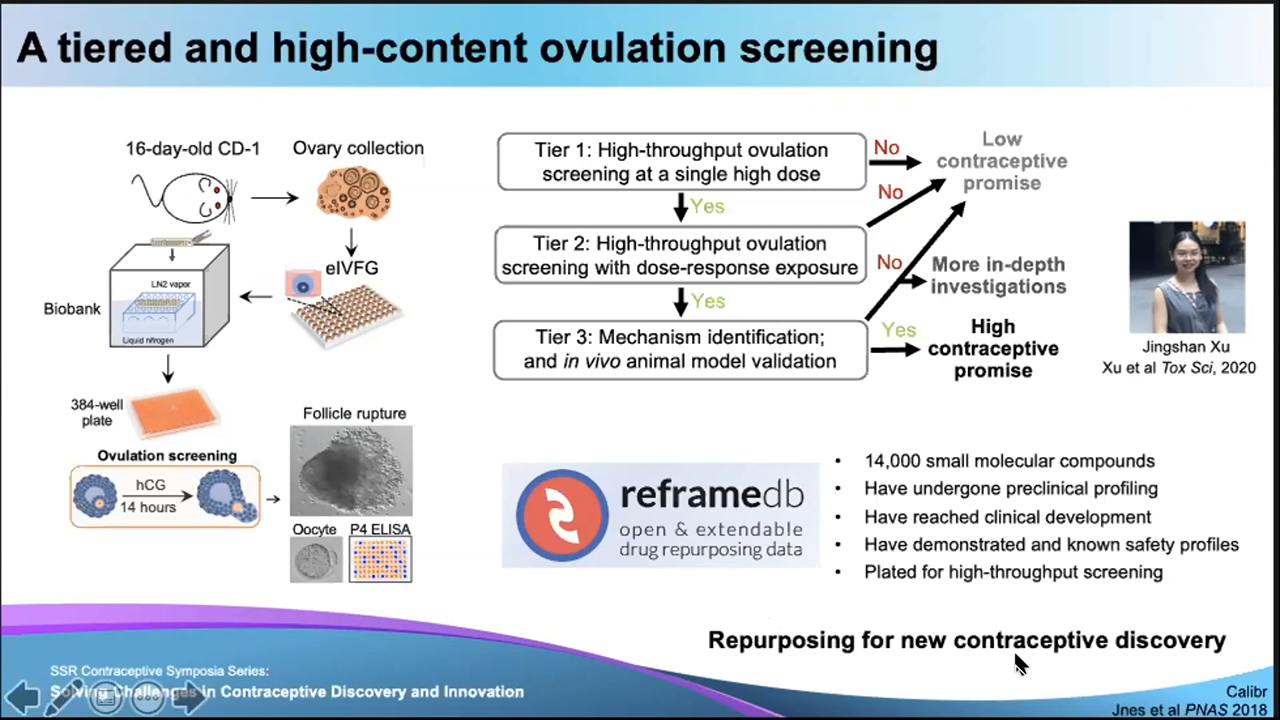 A tiered and high-content ovulation screening
16-day-old CD-1
Ovary collection
eIVFG
LN2 vapor
Biobank
Liquid nitrogen
384-well
plate
Ovulation screening
hCG
14 hours
Follicle rupture
Oocyte
P4 ELISA
Tier 1: High-throughput ovulation
screening at a single high dose
No
Yes
No
Low
contraceptive
promise
Tier 2: High-throughput ovulation
screening with dose-response exposure
No
Yes
More in-depth
investigations
Tier 3: Mechanism identification;
and in vivo animal model validation
Yes
High
contraceptive
promise
Jingshan Xu
Xu et al Tox Sci, 2020
reframedb
open & extendable
drug repurposing data
• 14,000 small molecular compounds
• Have undergone preclinical profiling
• Have reached clinical development
• Have demonstrated and known safety profiles
• Plated for high-throughput screening
Repurposing for new contraceptive discovery
SSR Contraceptive Symposia Series:
Solving Challenges in Contraceptive Discovery and Innovation
Calibr
Jnes et al PNAS 2018